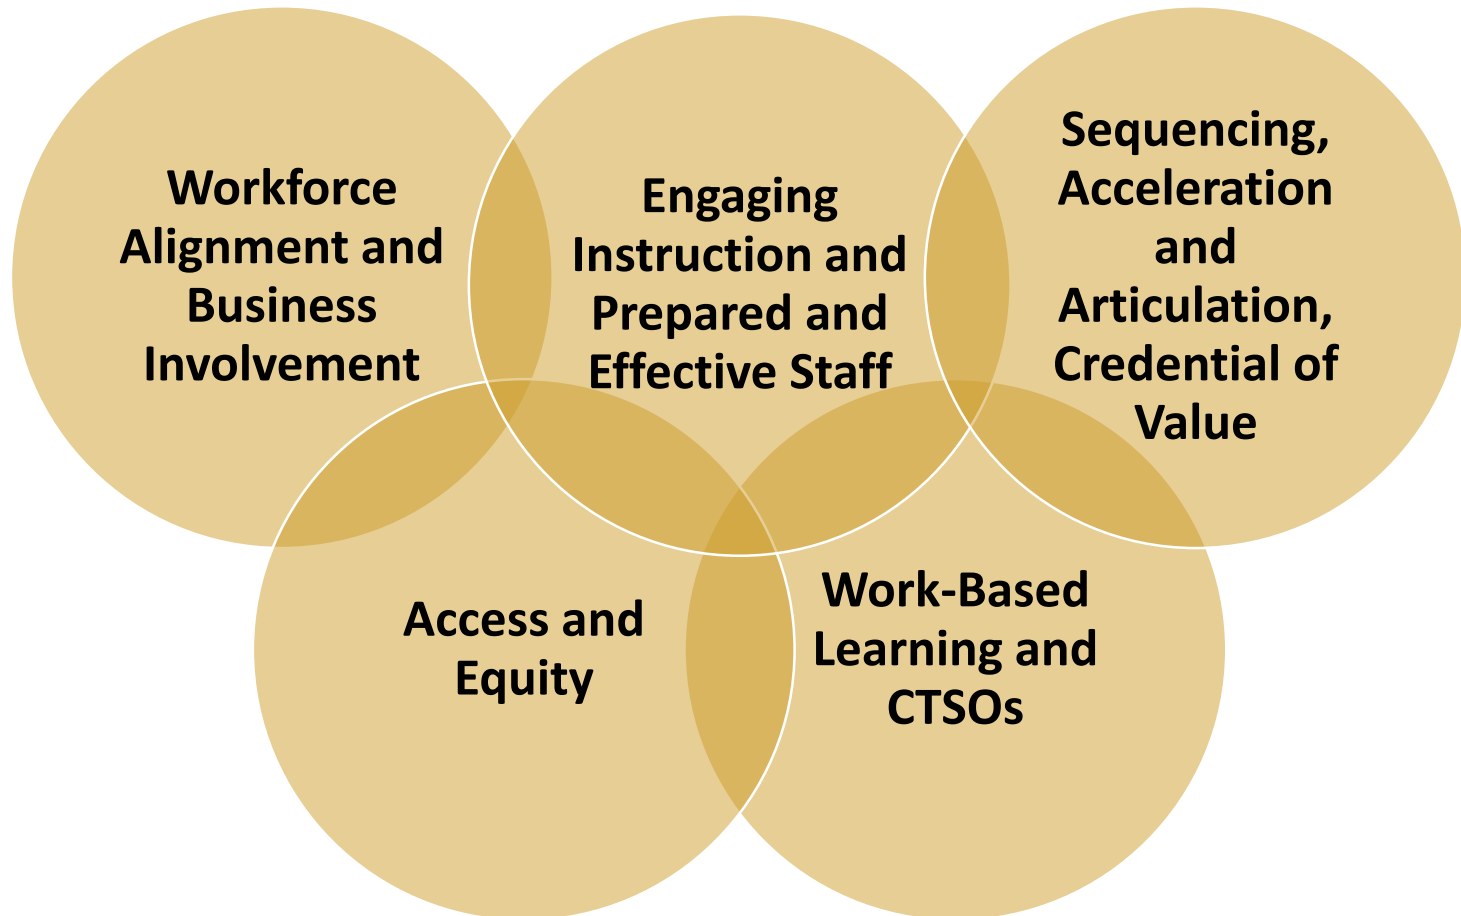 Workforce
Alignment and
Business
Involvement
Engaging
Instruction and
Prepared and
Effective Staff
Sequencing,
Acceleration
and
Articulation,
Credential of
Value
Access and
Equity
Work-Based
Learning and
CTSOs